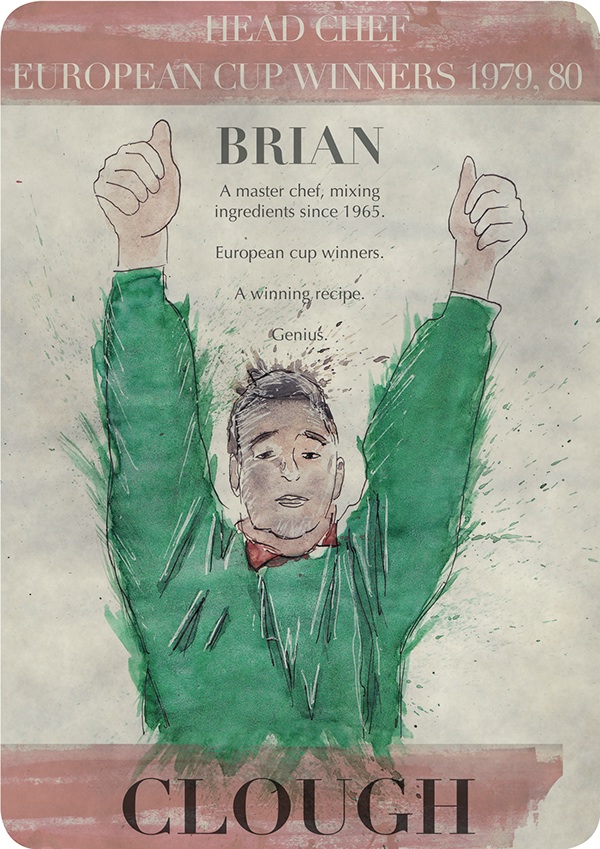 HEAD CHEF
EUROPEAN CUP WINNERS 1979, 80
BRIAN
A master chef, mixing
ingredients since 1965.
European cup winners.
A winning recipe.
Genius.
CLOUGH